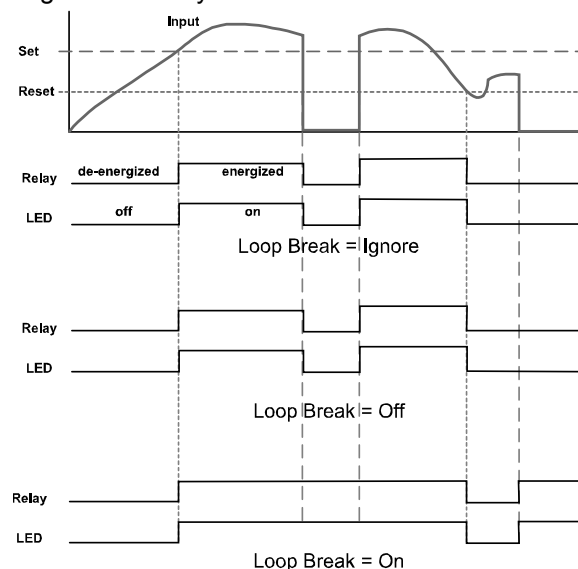 Input
Set
Reset
Relay de-energized energized
LED off on
Loop Break = Ignore
Relay
LED
Loop Break = Off
Relay
LED
Loop Break = On